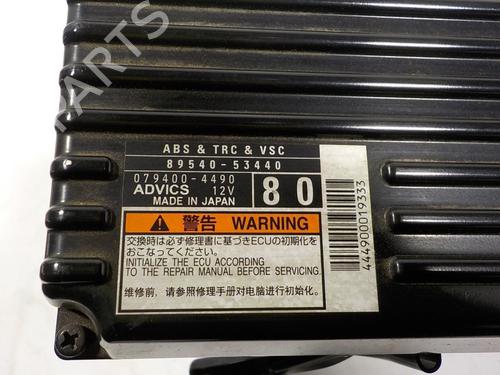 PARTS
ABS & TRC & VSC
89540-53440
079400-4490
ADVICS 12V
MADE IN JAPAN
80
警告 WARNING
交換時は必ず修理書に基づきECUの初期化を
おこなってください。
INITIALIZE THE ECU ACCORDING
TO THE REPAIR MANUAL BEFORE SERVICING.
维修前，请参照修理手册对电脑进行初始化。
444900019333